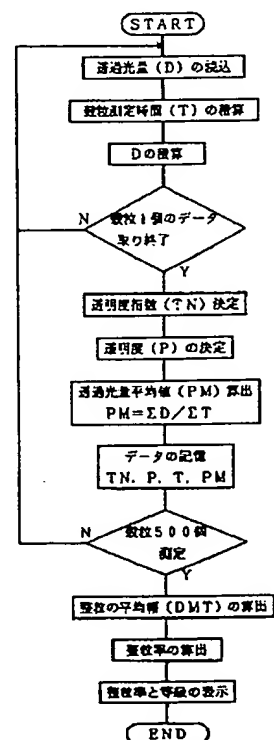 START
透過光量(D)の読込
穀粒測定時間(T)の積算
Dの積算
N
穀粒1個のデータ
取り終了
Y
透明度指数(TN)決定
透明度(P)の決定
透過光量平均値(PM)算出
PM=ΣD/ΣT
データの記憶
TN, P, T, PM
N
穀粒500個
測定
Y
整粒の平均幅(DMT)の算出
整粒率の算出
整粒率と等級の表示
END